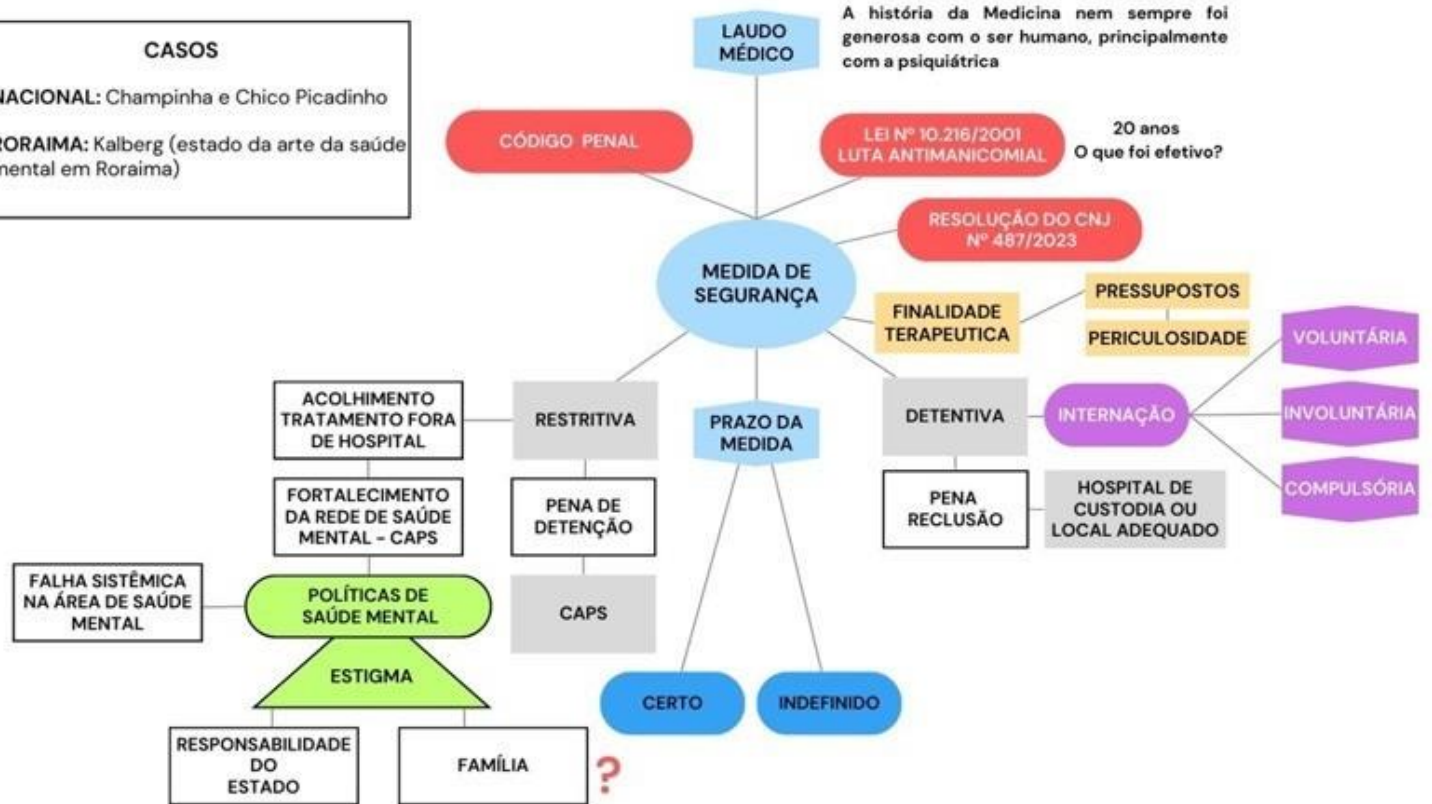 CASOS
NACIONAL: Champinha e Chico Picadinho
RORAIMA: Kalberg (estado da arte da saúde
mental em Roraima)
LAUDO
MÉDICO
A história da Medicina nem sempre foi
generosa com o ser humano, principalmente
com a psiquiátrica
CÓDIGO PENAL
LEI Nº 10.216/2001
LUTA ANTIMANICOMIAL
20 anos
O que foi efetivo?
RESOLUÇÃO DO CNJ
Nº 487/2023
MEDIDA DE
SEGURANÇA
FINALIDADE
TERAPEUTICA
PRESSUPOSTOS
PERICULOSIDADE
VOLUNTÁRIA
INVOLUNTÁRIA
COMPULSÓRIA
ACOLHIMENTO
TRATAMENTO FORA
DE HOSPITAL
RESTRITIVA
PRAZO DA
MEDIDA
DETENTIVA
INTERNAÇÃO
FORTALECIMENTO
DA REDE DE SAÚDE
MENTAL - CAPS
PENA DE
DETENÇÃO
PENA
RECLUSÃO
HOSPITAL DE
CUSTODIA OU
LOCAL ADEQUADO
FALHA SISTÊMICA
NA ÁREA DE SAÚDE
MENTAL
POLÍTICAS DE
SAÚDE MENTAL
CAPS
ESTIGMA
CERTO
INDEFINIDO
RESPONSABILIDADE
DO
ESTADO
FAMÍLIA
?